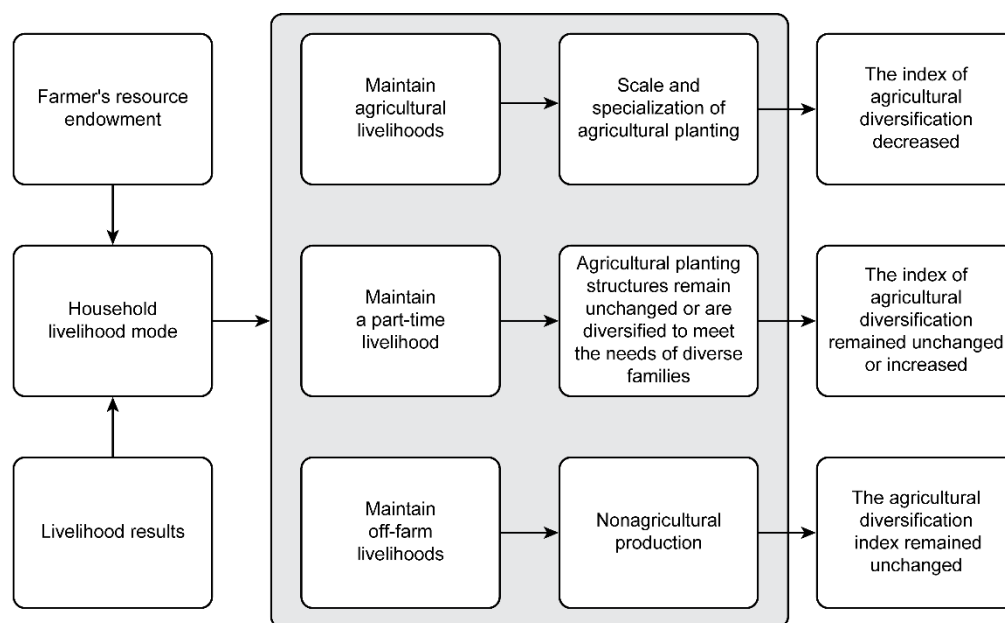 Farmer's resource
endowment
Maintain
agricultural
livelihoods
Scale and
specialization of
agricultural planting
The index of
agricultural
diversification
decreased
Household
livelihood mode
Maintain
a part-time
livelihood
Agricultural planting
structures remain
unchanged or are
diversified to meet
the needs of diverse
families
The index of
agricultural
diversification
remained unchanged
or increased
Livelihood results
Maintain
off-farm
livelihoods
Nonagricultural
production
The agricultural
diversification
index remained
unchanged